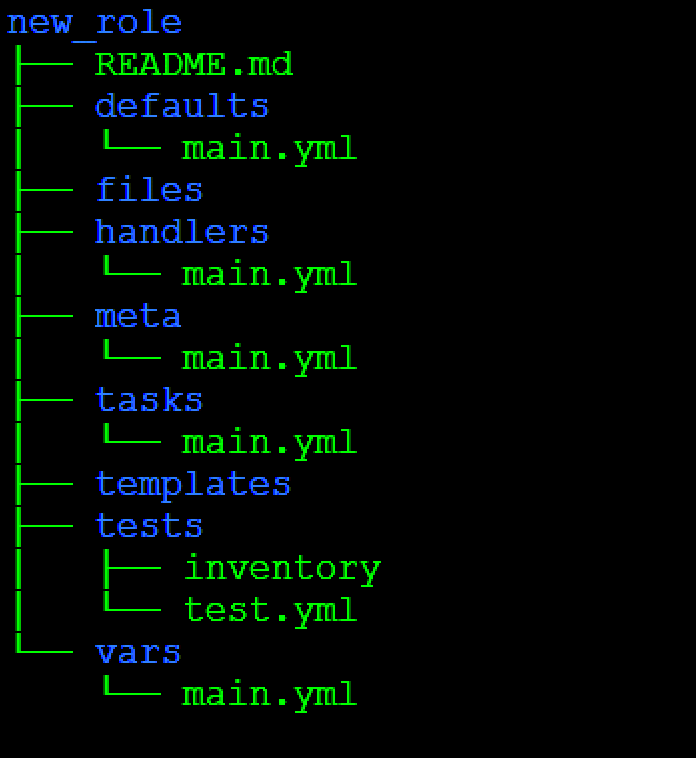 new_role
├── README.md
├── defaults
│   └── main.yml
├── files
├── handlers
│   └── main.yml
├── meta
│   └── main.yml
├── tasks
│   └── main.yml
├── templates
├── tests
│   ├── inventory
│   └── test.yml
└── vars
    └── main.yml